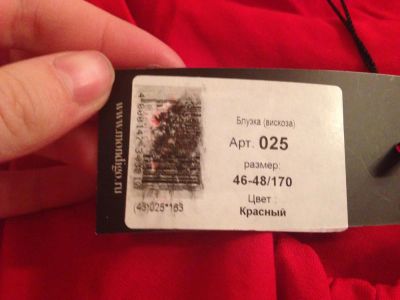 Блузка (вискоза)
Арт. 025
размер:
46-48/170
Цвет :
Красный
(43)025*163